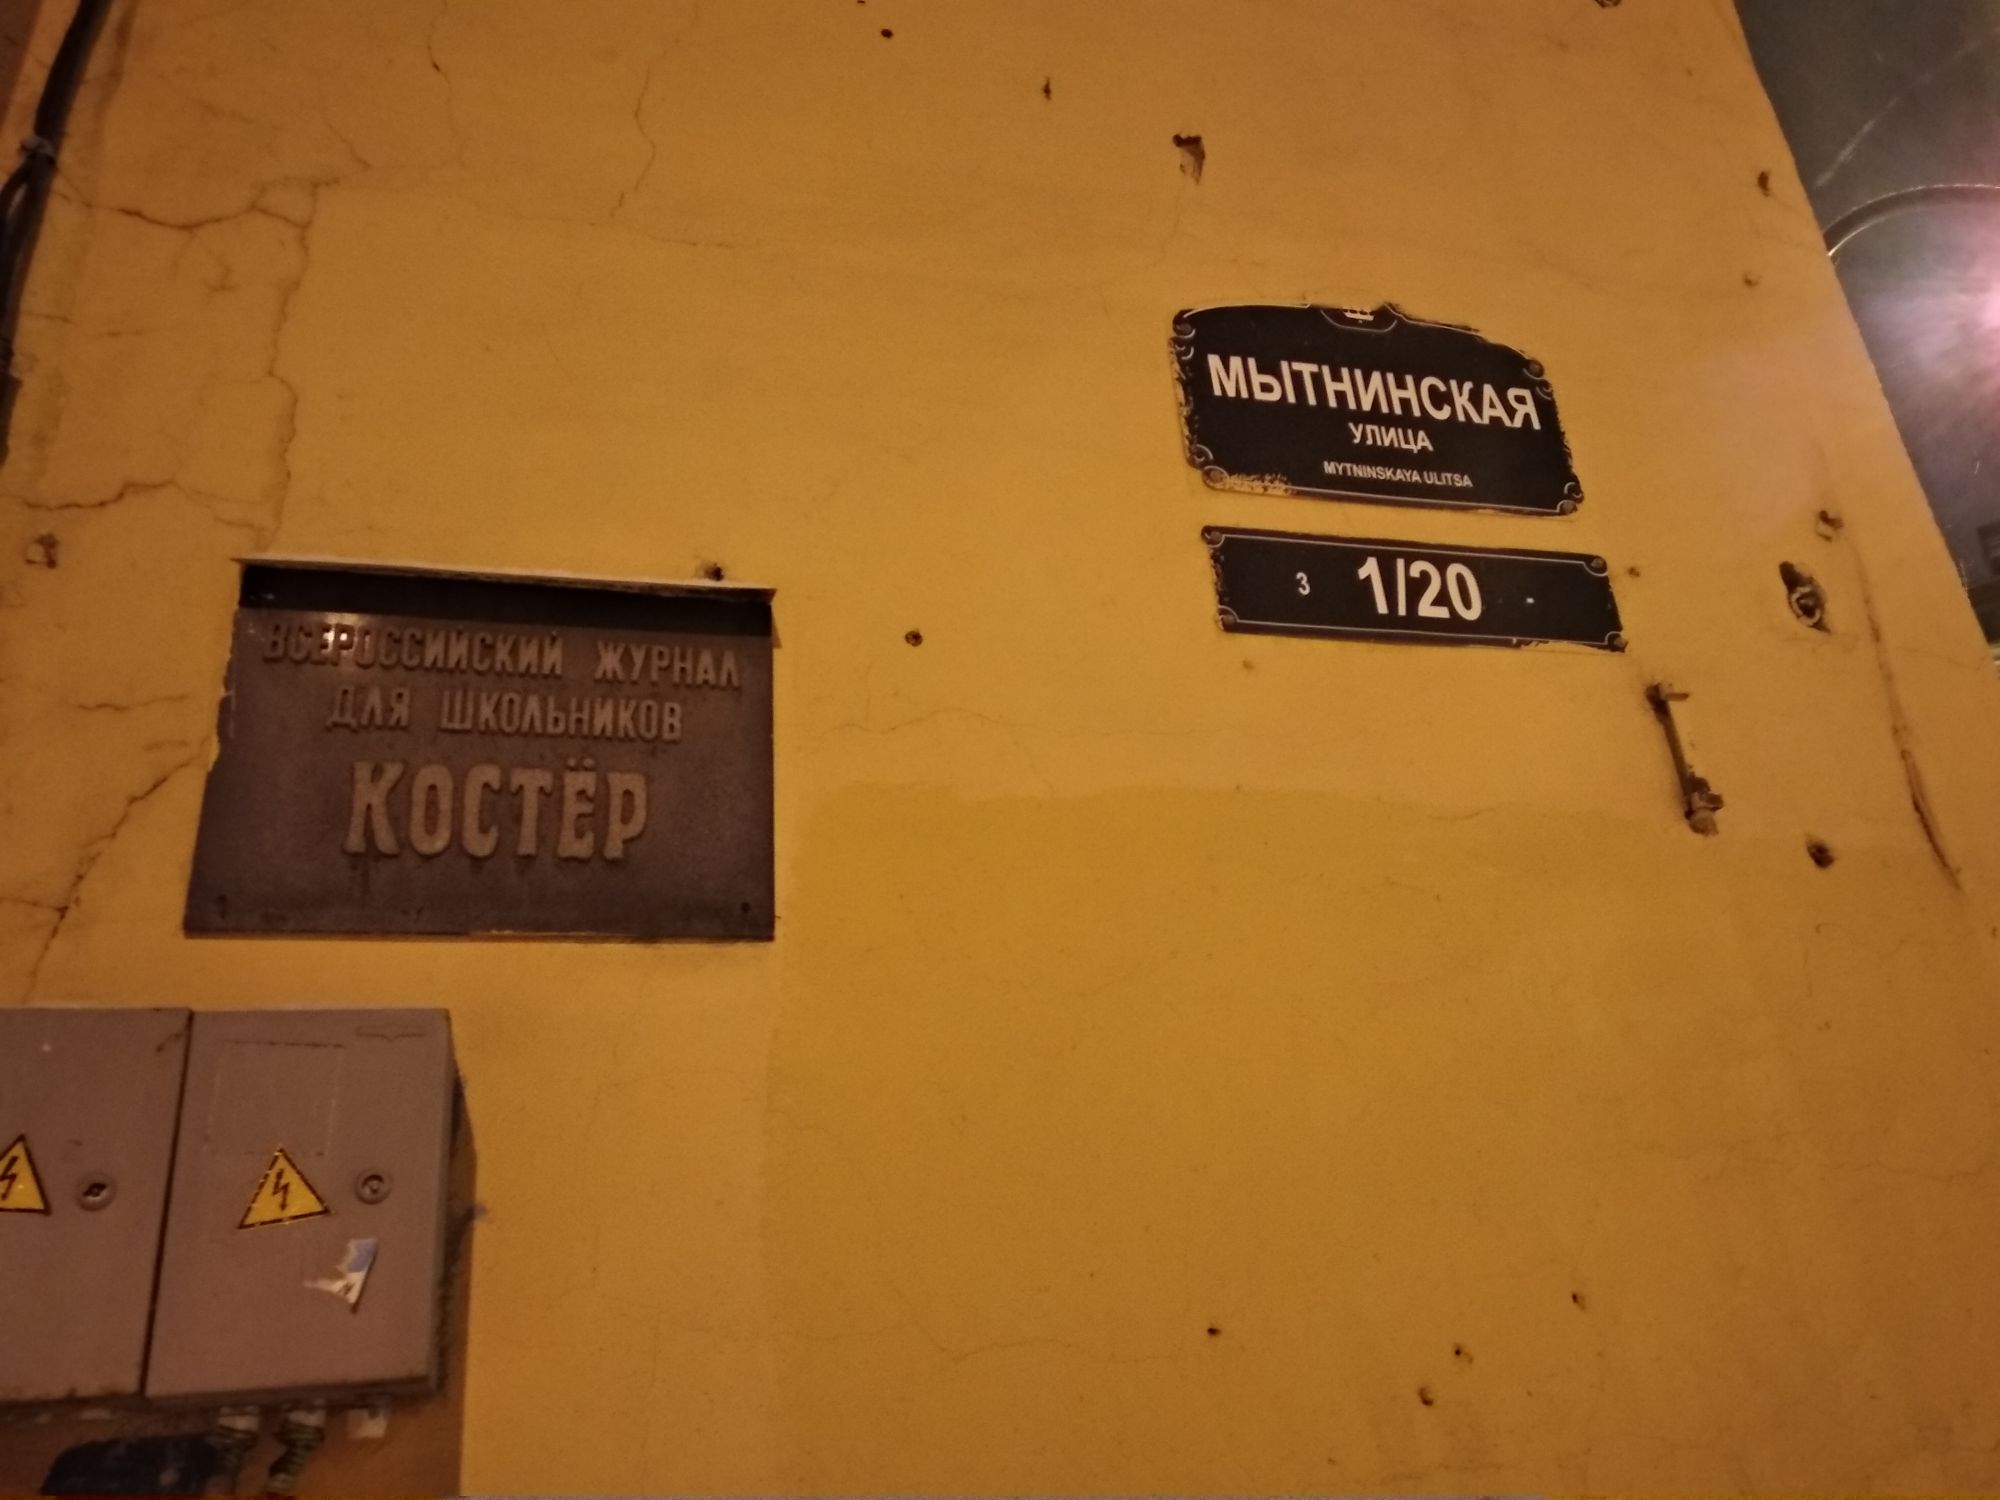 ВСЕРОССИЙСКИЙ ЖУРНАЛ
ДЛЯ ШКОЛЬНИКОВ
КОСТЁР
МЫТНИНСКАЯ
УЛИЦА
MYTNINSKAYA ULITSA
3 1/20